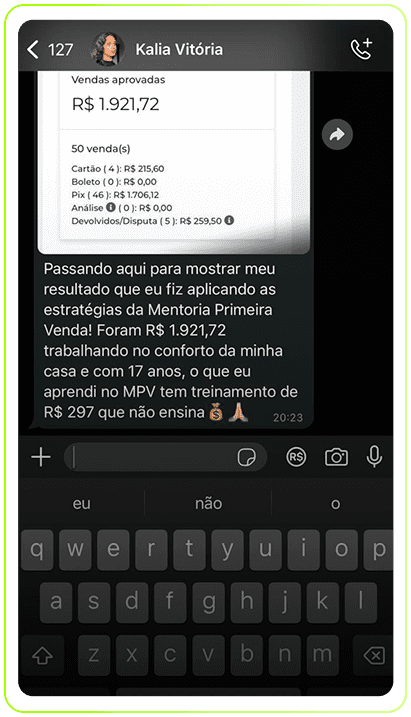 127 Kalia Vitória
Vendas aprovadas
R$ 1.921,72
50 venda(s)
Cartão ( 4 ): R$ 215,60
Boleto ( 0 ): R$ 0,00
Pix ( 46 ): R$ 1.706,12
Análise ( 0 ): R$ 0,00
Devolvidos/Disputa ( 5 ): R$ 259,50
Passando aqui para mostrar meu
resultado que eu fiz aplicando as
estratégias da Mentoria Primeira
Venda! Foram R$ 1.921,72
trabalhando no conforto da minha
casa e com 17 anos, o que eu
aprendi no MPV tem treinamento de
R$ 297 que não ensina💰🙏🏽
20:23
R$
eu não o
q w e r t y u i o p
a s d f g h j k l
z x c v b n m